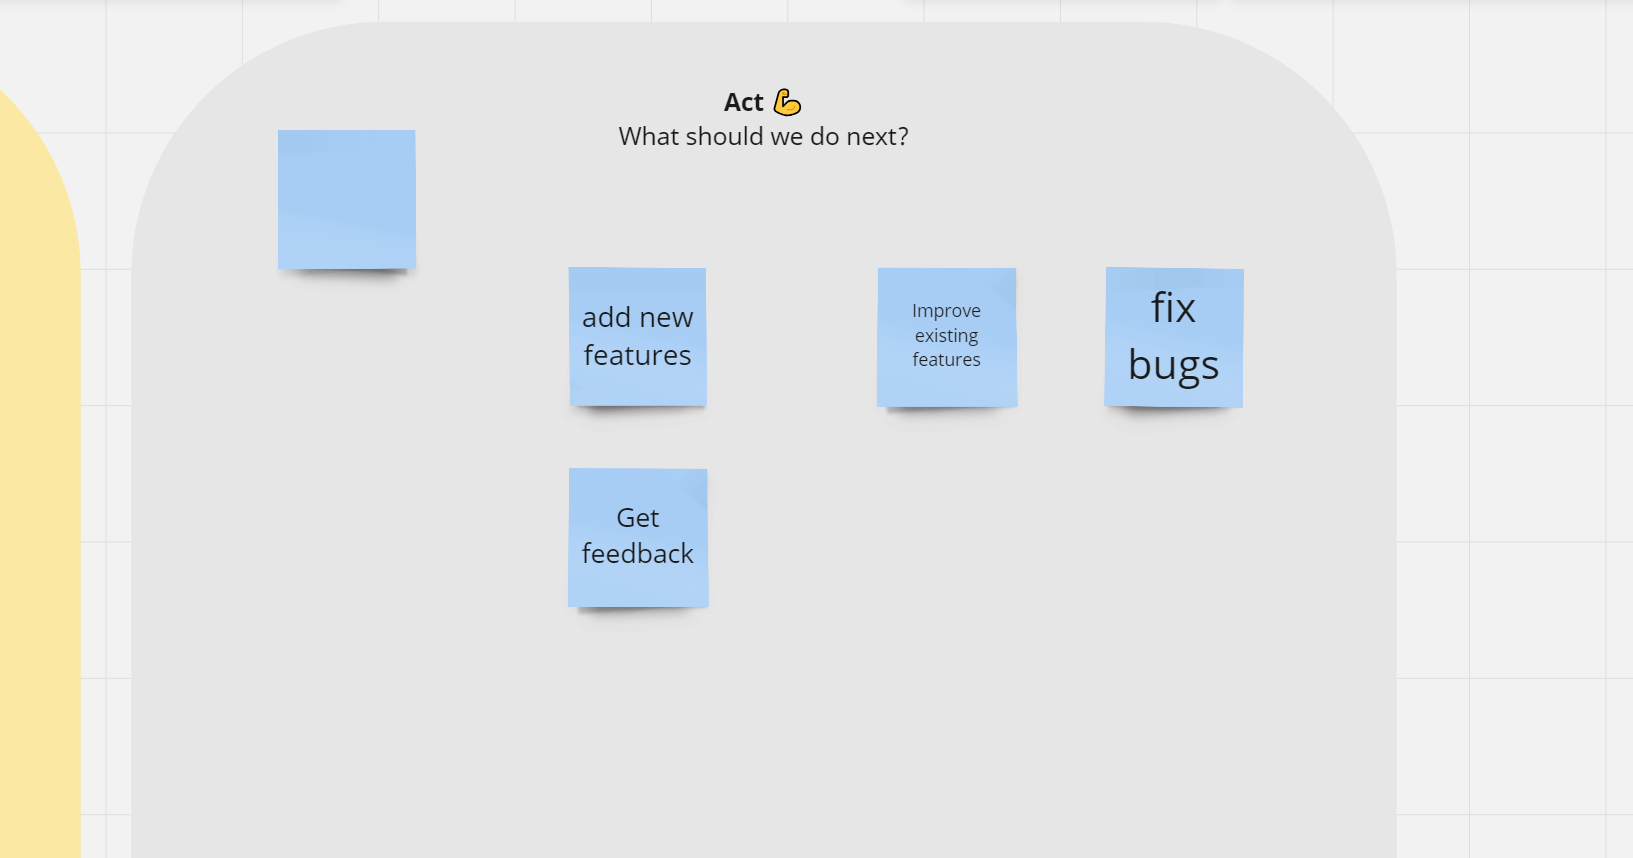 Act 💪
What should we do next?
add new
features
Improve
existing
features
fix
bugs
Get
feedback